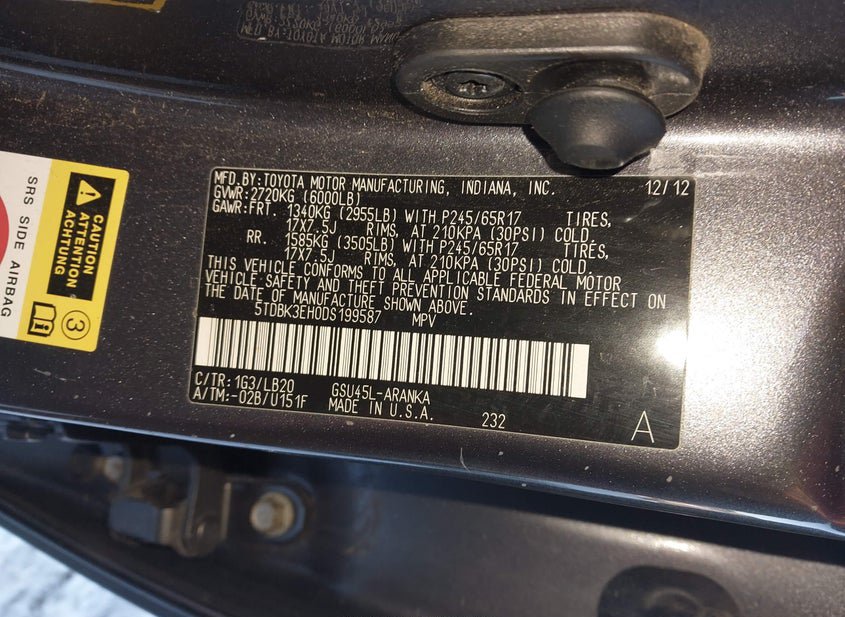 MFD.BY:TOYOTA MOTOR MANUFACTURING, INDIANA, INC. 12/12
GVWR:2720KG (6000LB)
GAWR:FRT. 1340KG (2955LB) WITH P245/65R17 TIRES,
17X7.5J RIMS, AT 210KPA (30PSI) COLD
RR. 1585KG (3505LB) WITH P245/65R17 TIRES,
17X7.5J RIMS, AT 210KPA (30PSI) COLD.
THIS VEHICLE CONFORMS TO ALL APPLICABLE FEDERAL MOTOR
VEHICLE SAFETY AND THEFT PREVENTION STANDARDS IN EFFECT ON
THE DATE OF MANUFACTURE SHOWN ABOVE.
5TDBK3EH0DS199587 MPV
C/TR:1G3/LB20 GSU45L-ARANKA
A/TM:-02B/U151F MADE IN U.S.A. 232 A
SRS SIDE AIRBAG
CAUTION
ATTENTION
ACHTUNG
3